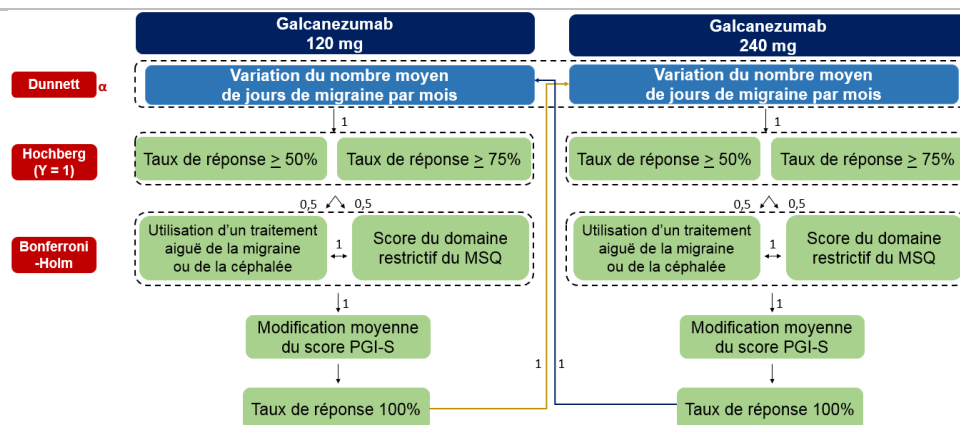 Galcanezumab
120 mg
Galcanezumab
240 mg
Dunnett
α
Variation du nombre moyen
de jours de migraine par mois
Variation du nombre moyen
de jours de migraine par mois
1
1
Hochberg
(Y = 1)
Taux de réponse ≥ 50%
Taux de réponse ≥ 75%
Taux de réponse ≥ 50%
Taux de réponse ≥ 75%
0,5
0,5
0,5
0,5
Bonferroni
-Holm
Utilisation d'un traitement
aiguë de la migraine
ou de la céphalée
1
Score du domaine
restrictif du MSQ
Utilisation d'un traitement
aiguë de la migraine
ou de la céphalée
1
Score du domaine
restrictif du MSQ
1
1
Modification moyenne
du score PGI-S
Modification moyenne
du score PGI-S
1
1
Taux de réponse 100%
Taux de réponse 100%